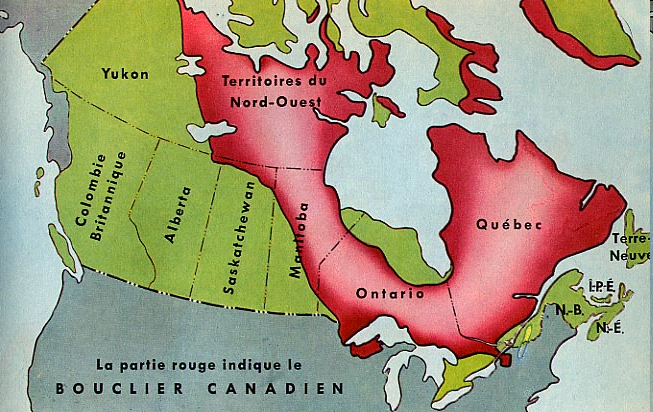 Yukon
Territoires du
Nord-Ouest
Colombie
Britannique
Alberta
Saskatchewan
Manitoba
Ontario
Québec
Terre-
Neuve
I.-P.-É.
N.-B.
N.-É.
La partie rouge indique le
BOUCLIER CANADIEN